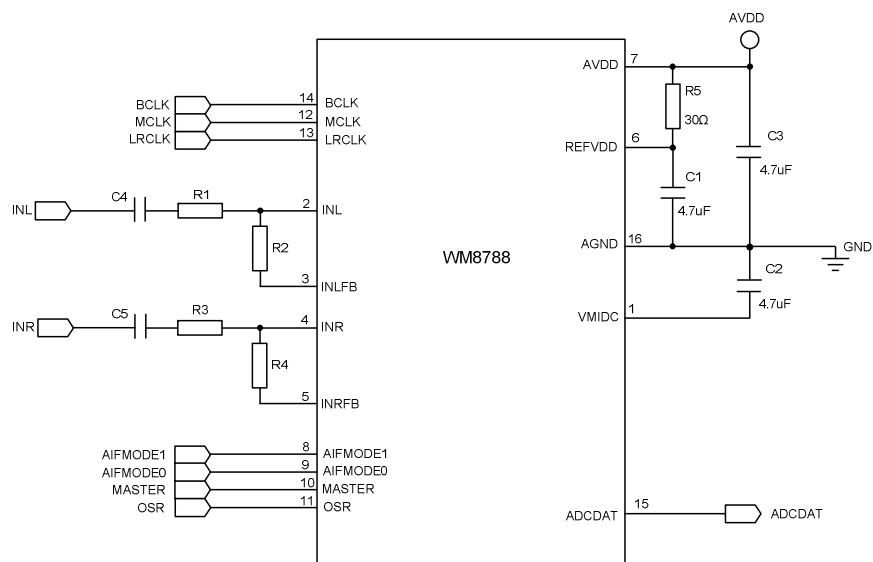 AVDD
AVDD 7
R5
30Ω
C3
4.7uF
REFVDD 6
C1
4.7uF
AGND 16
GND
C2
4.7uF
VMIDC 1
ADCDAT 15 ADCDAT
WM8788
BCLK 14 BCLK
MCLK 12 MCLK
LRCLK 13 LRCLK
INL C4 R1 2 INL
R2
3 INLFB
INR C5 R3 4 INR
R4
5 INRFB
AIFMODE1 8 AIFMODE1
AIFMODE0 9 AIFMODE0
MASTER 10 MASTER
OSR 11 OSR